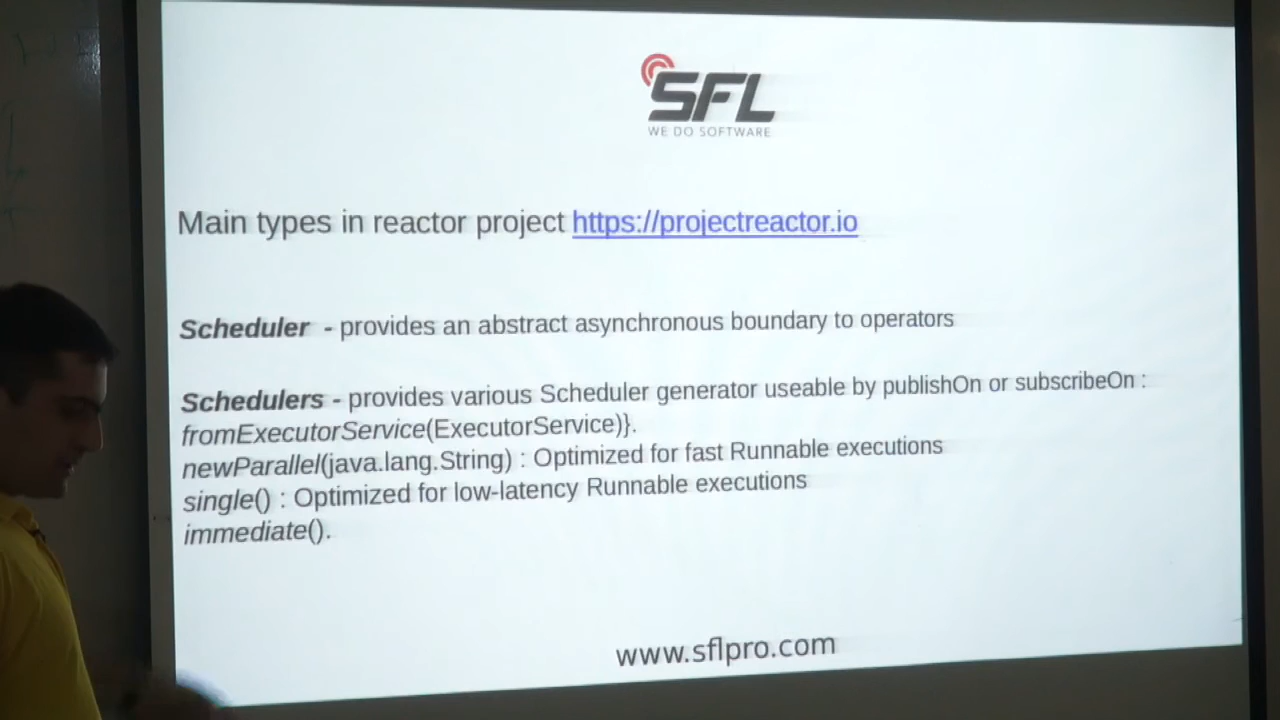 SFL
WE DO SOFTWARE
Main types in reactor project https://projectreactor.io
Scheduler - provides an abstract asynchronous boundary to operators
Schedulers - provides various Scheduler generator useable by publishOn or subscribeOn :
fromExecutorService(ExecutorService)}.
newParallel(java.lang.String) : Optimized for fast Runnable executions
single() : Optimized for low-latency Runnable executions
immediate().
www.sflpro.com